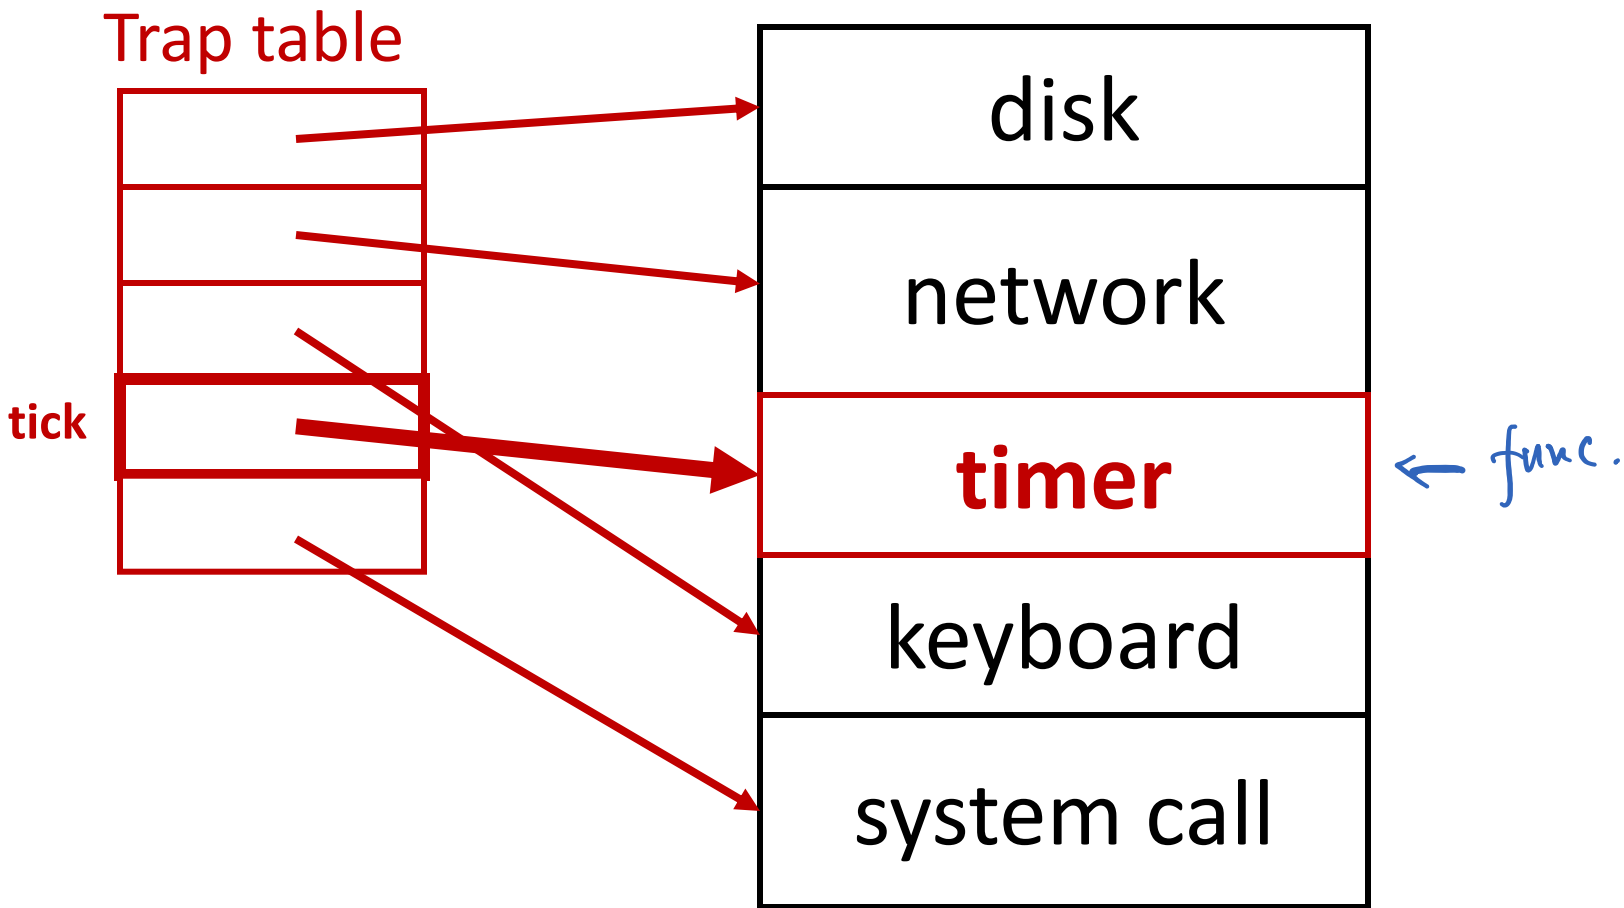 Trap table
disk
network
tick
timer
← func.
keyboard
system call